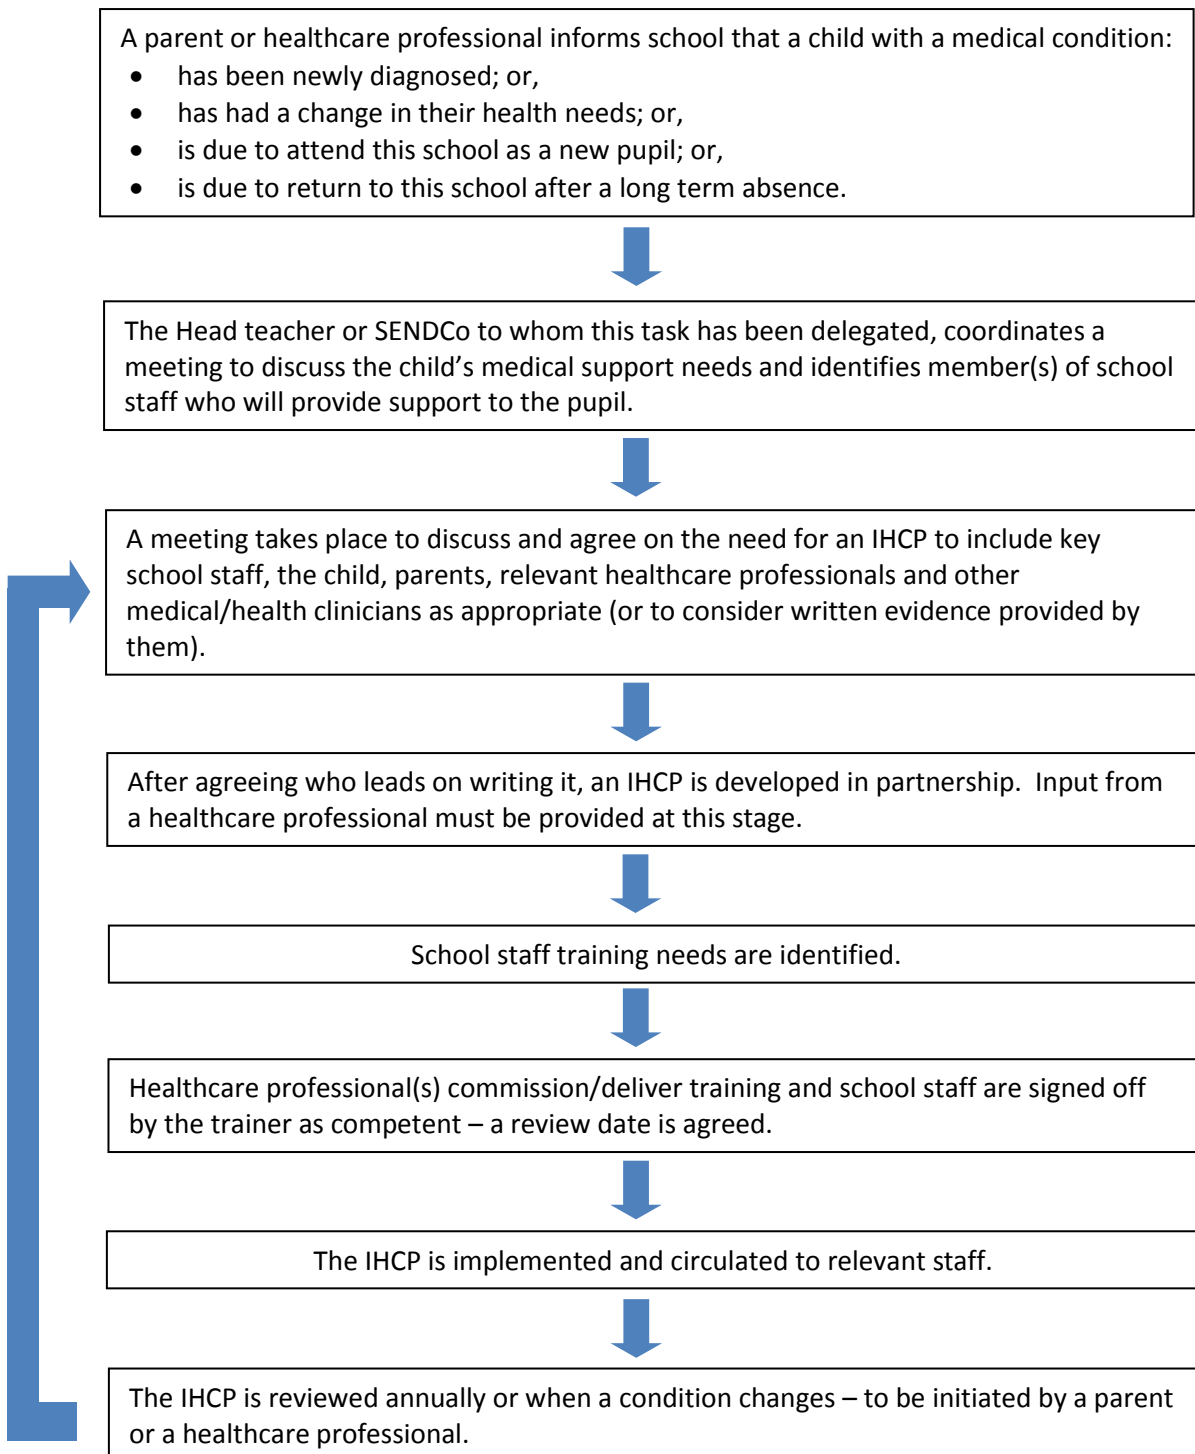 A parent or healthcare professional informs school that a child with a medical condition:
• has been newly diagnosed; or,
• has had a change in their health needs; or,
• is due to attend this school as a new pupil; or,
• is due to return to this school after a long term absence.
The Head teacher or SENDCo to whom this task has been delegated, coordinates a
meeting to discuss the child’s medical support needs and identifies member(s) of school
staff who will provide support to the pupil.
A meeting takes place to discuss and agree on the need for an IHCP to include key
school staff, the child, parents, relevant healthcare professionals and other
medical/health clinicians as appropriate (or to consider written evidence provided by
them).
After agreeing who leads on writing it, an IHCP is developed in partnership.  Input from
a healthcare professional must be provided at this stage.
School staff training needs are identified.
Healthcare professional(s) commission/deliver training and school staff are signed off
by the trainer as competent – a review date is agreed.
The IHCP is implemented and circulated to relevant staff.
The IHCP is reviewed annually or when a condition changes – to be initiated by a parent
or a healthcare professional.